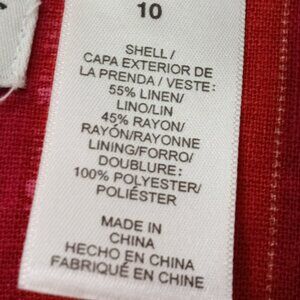 10
SHELL/
CAPA EXTERIOR DE
LA PRENDA / VESTE:
55% LINEN/
LINO/LIN
45% RAYON/
RAYÓN/RAYONNE
LINING/FORRO/
DOUBLURE:
100% POLYESTER/
POLIÉSTER
MADE IN
CHINA
HECHO EN CHINA
FABRIQUÉ EN CHINE